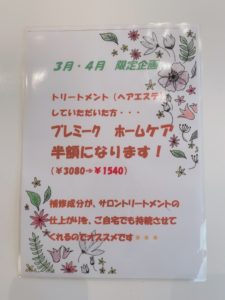 3月・4月 限定企画
トリートメント(ヘアエステ)
していただいた方・・・
プレミーク ホームケア
半額になります！
(￥3080→￥1540)
補修成分が、サロントリートメントの
仕上がりを、ご自宅でも持続させて
くれるのでオススメです★★★